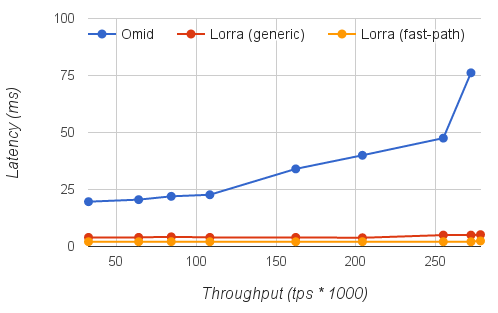 100
Omid
Lorra (generic)
Lorra (fast-path)
75
50
25
0
Latency (ms)
50
100
150
200
250
Throughput (tps * 1000)